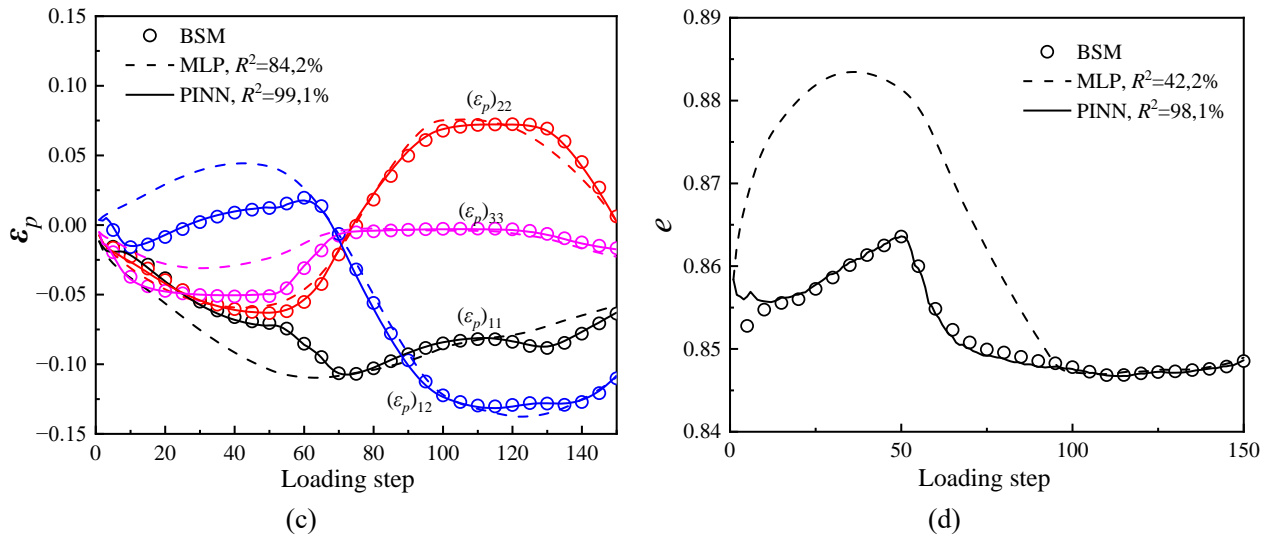 0.15
0.10
0.05
0.00
−0.05
−0.10
−0.15
ε_p
BSM
MLP, R²=84,2%
PINN, R²=99,1%
(ε_p)₂₂
(ε_p)₃₃
(ε_p)₁₁
(ε_p)₁₂
0 20 40 60 80 100 120 140
Loading step
(c)
0.89
0.88
0.87
0.86
0.85
0.84
e
BSM
MLP, R²=42,2%
PINN, R²=98,1%
0 50 100 150
Loading step
(d)